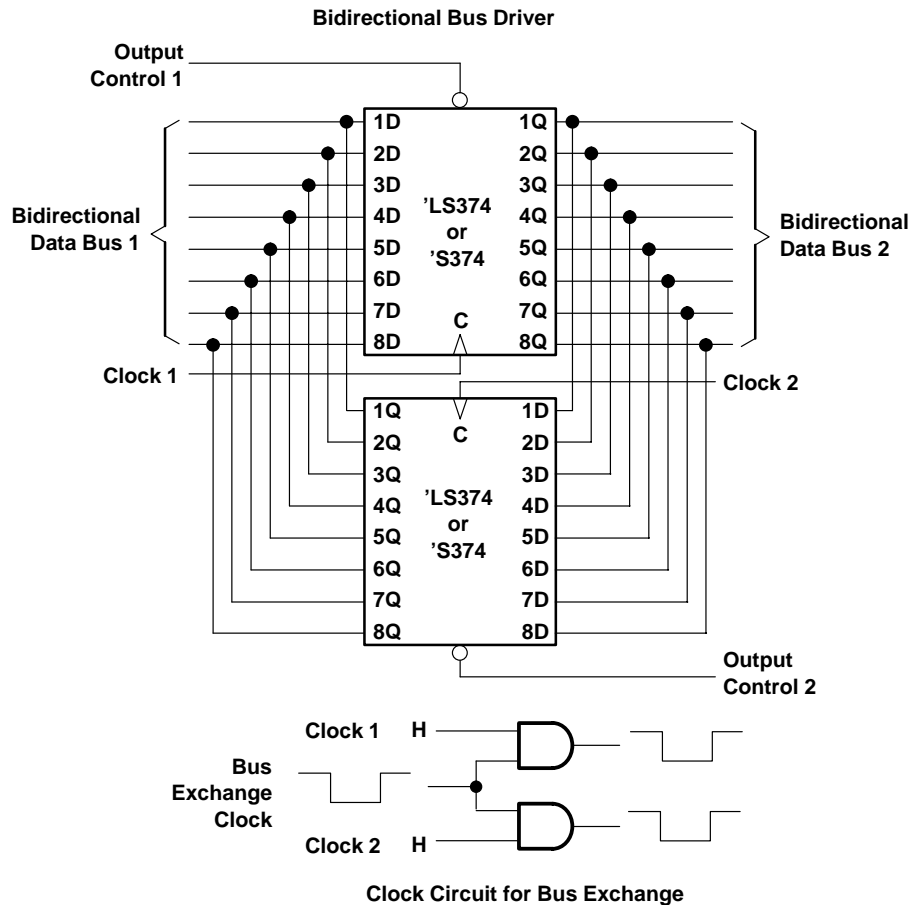 Bidirectional Bus Driver
Output
Control 1
Bidirectional
Data Bus 1
1D
2D
3D
4D
5D
6D
7D
8D
’LS374
or
’S374
C
1Q
2Q
3Q
4Q
5Q
6Q
7Q
8Q
Bidirectional
Data Bus 2
Clock 1
Clock 2
1Q
2Q
3Q
4Q
5Q
6Q
7Q
8Q
C
’LS374
or
’S374
1D
2D
3D
4D
5D
6D
7D
8D
Output
Control 2
Clock 1 H
Bus
Exchange
Clock
Clock 2 H
Clock Circuit for Bus Exchange